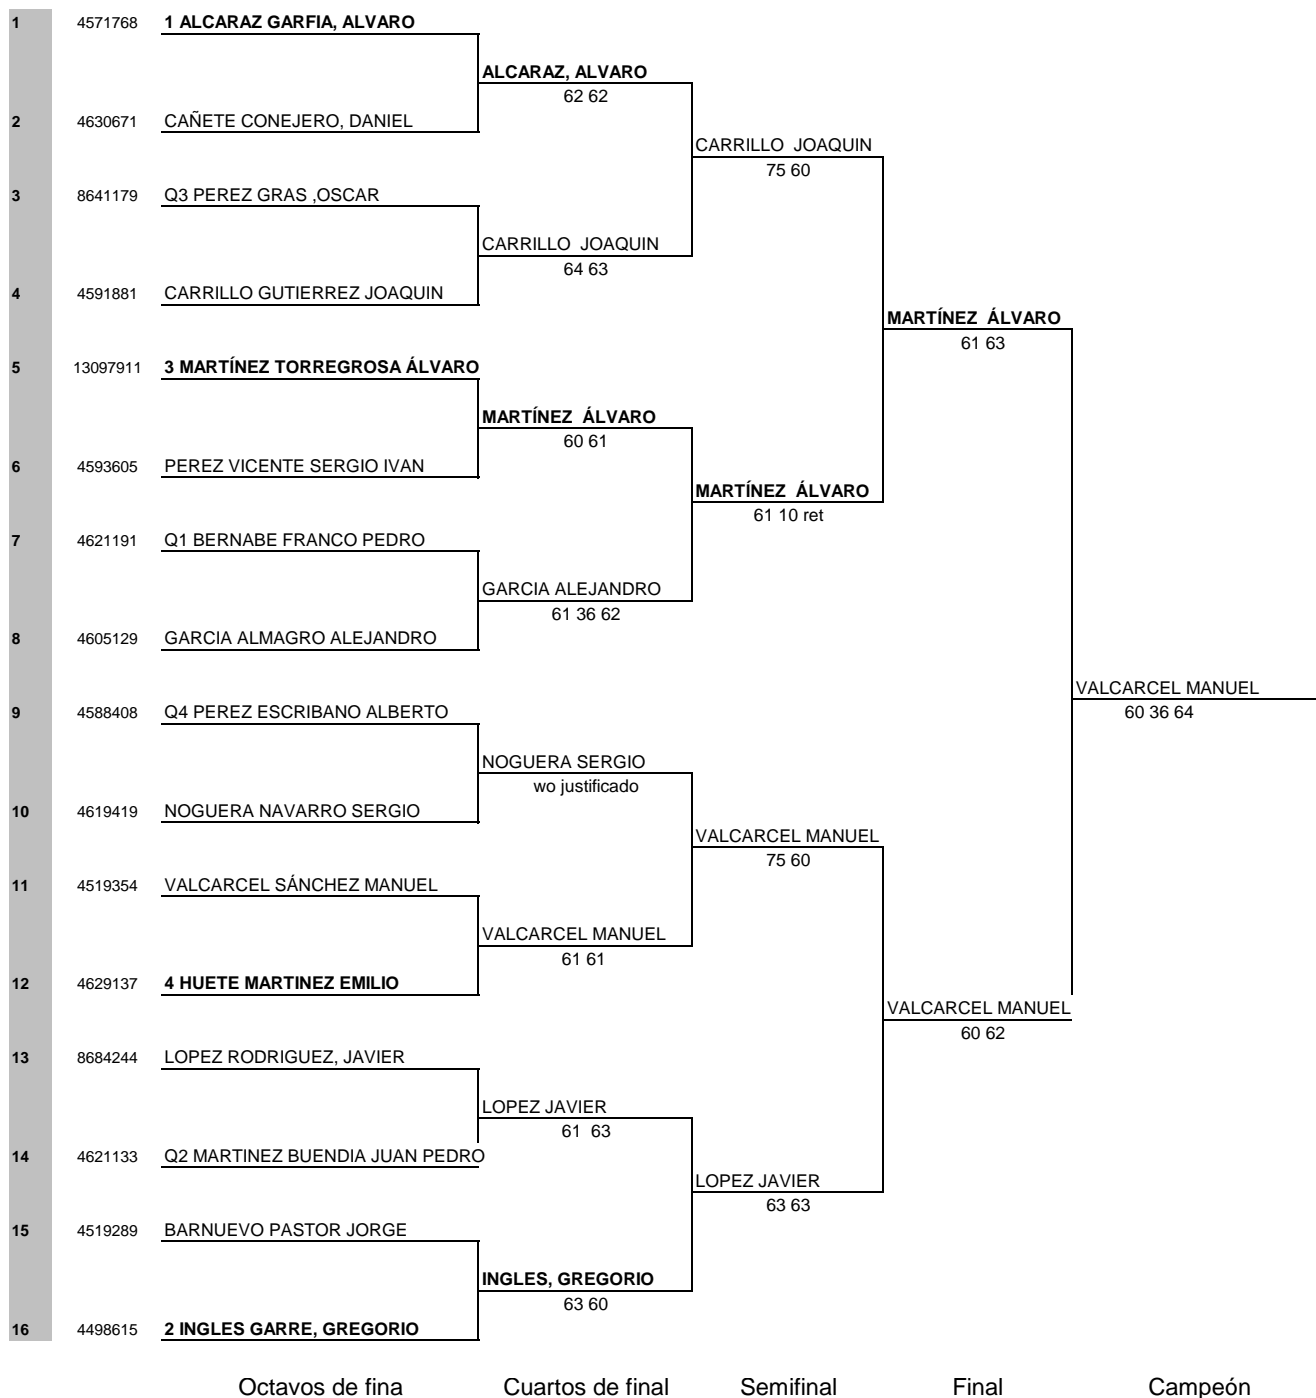 1 4571768 1 ALCARAZ GARFIA, ALVARO
ALCARAZ, ALVARO
62 62
2 4630671 CAÑETE CONEJERO, DANIEL
CARRILLO  JOAQUIN
75 60
3 8641179 Q3 PEREZ GRAS ,OSCAR
CARRILLO  JOAQUIN
64 63
4 4591881 CARRILLO GUTIERREZ JOAQUIN
MARTÍNEZ  ÁLVARO
61 63
5 13097911 3 MARTÍNEZ TORREGROSA ÁLVARO
MARTÍNEZ  ÁLVARO
60 61
6 4593605 PEREZ VICENTE SERGIO IVAN
MARTÍNEZ  ÁLVARO
61 10 ret
7 4621191 Q1 BERNABE FRANCO PEDRO
GARCIA ALEJANDRO
61 36 62
8 4605129 GARCIA ALMAGRO ALEJANDRO
VALCARCEL MANUEL
60 36 64
9 4588408 Q4 PEREZ ESCRIBANO ALBERTO
NOGUERA SERGIO
wo justificado
10 4619419 NOGUERA NAVARRO SERGIO
VALCARCEL MANUEL
75 60
11 4519354 VALCARCEL SÁNCHEZ MANUEL
VALCARCEL MANUEL
61 61
12 4629137 4 HUETE MARTINEZ EMILIO
VALCARCEL MANUEL
60 62
13 8684244 LOPEZ RODRIGUEZ, JAVIER
LOPEZ JAVIER
61  63
14 4621133 Q2 MARTINEZ BUENDIA JUAN PEDRO
LOPEZ JAVIER
63 63
15 4519289 BARNUEVO PASTOR JORGE
INGLES, GREGORIO
63 60
16 4498615 2 INGLES GARRE, GREGORIO
Octavos de fina Cuartos de final Semifinal Final Campeón